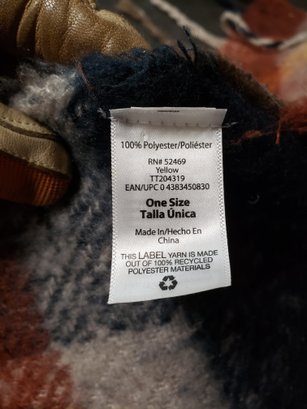 100% Polyester/Poliéster
RN# 52469
Yellow
TT204319
EAN/UPC 0 4383450830
One Size
Talla Única
Made In/Hecho En
China
THIS LABEL YARN IS MADE
OUT OF 100% RECYCLED
POLYESTER MATERIALS